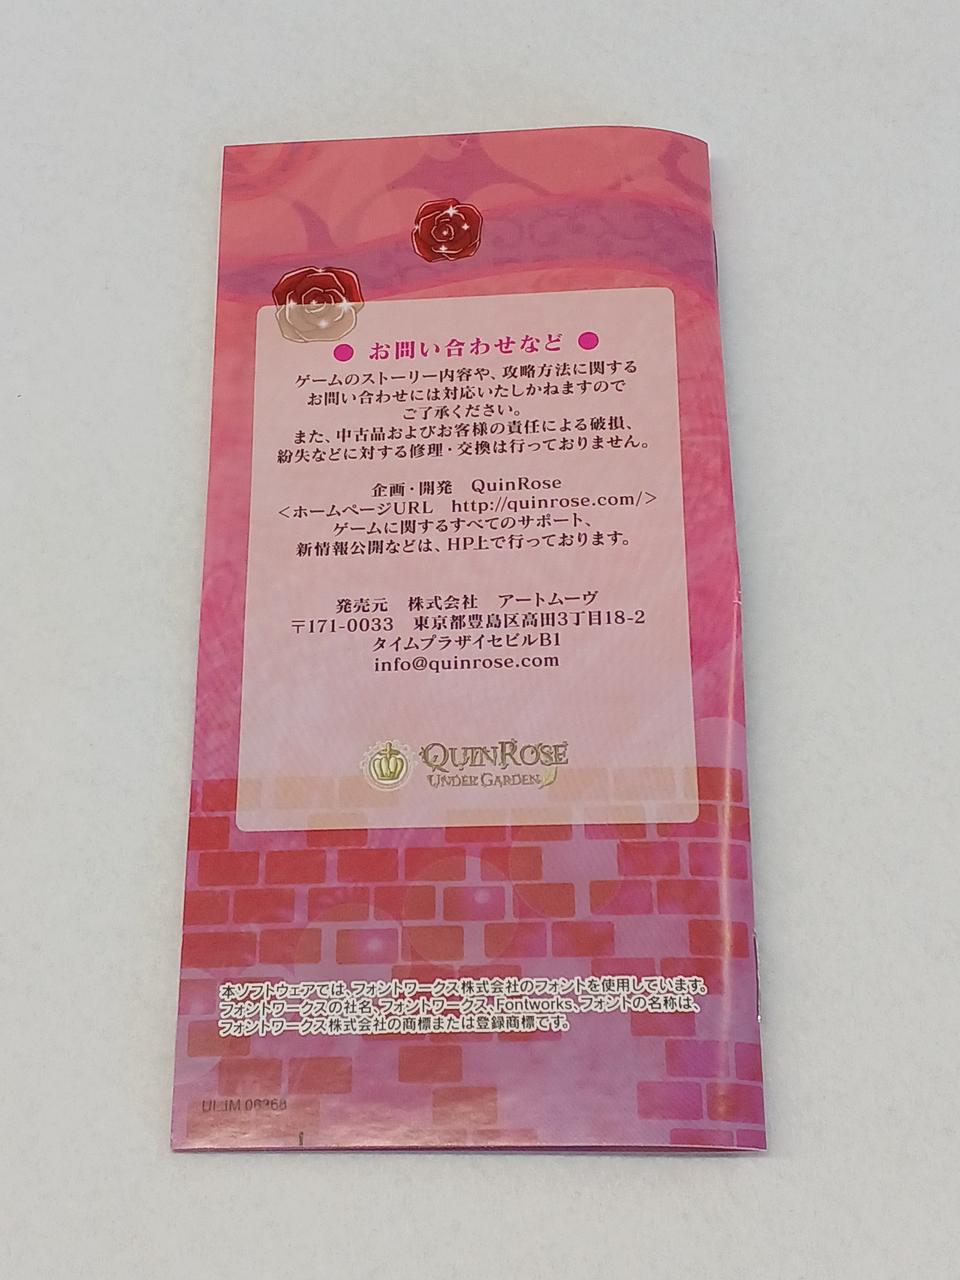 ● お問い合わせなど ●
ゲームのストーリー内容や、攻略方法に関する
お問い合わせには対応いたしかねますので
ご了承ください。
また、中古品およびお客様の責任による破損、
紛失などに対する修理・交換は行っておりません。
企画・開発　QuinRose
＜ホームページURL　http://quinrose.com/＞
ゲームに関するすべてのサポート、
新情報公開などは、HP上で行っております。
発売元　株式会社　アートムーヴ
〒171-0033　東京都豊島区高田3丁目18-2
タイムプラザイセビルB1
info@quinrose.com
QUINROSE
UNDER GARDEN
本ソフトウェアでは、フォントワークス株式会社のフォントを使用しています。
フォントワークスの社名、フォントワークス、Fontworks、フォントの名称は、
フォントワークス株式会社の商標または登録商標です。
ULJM 06368